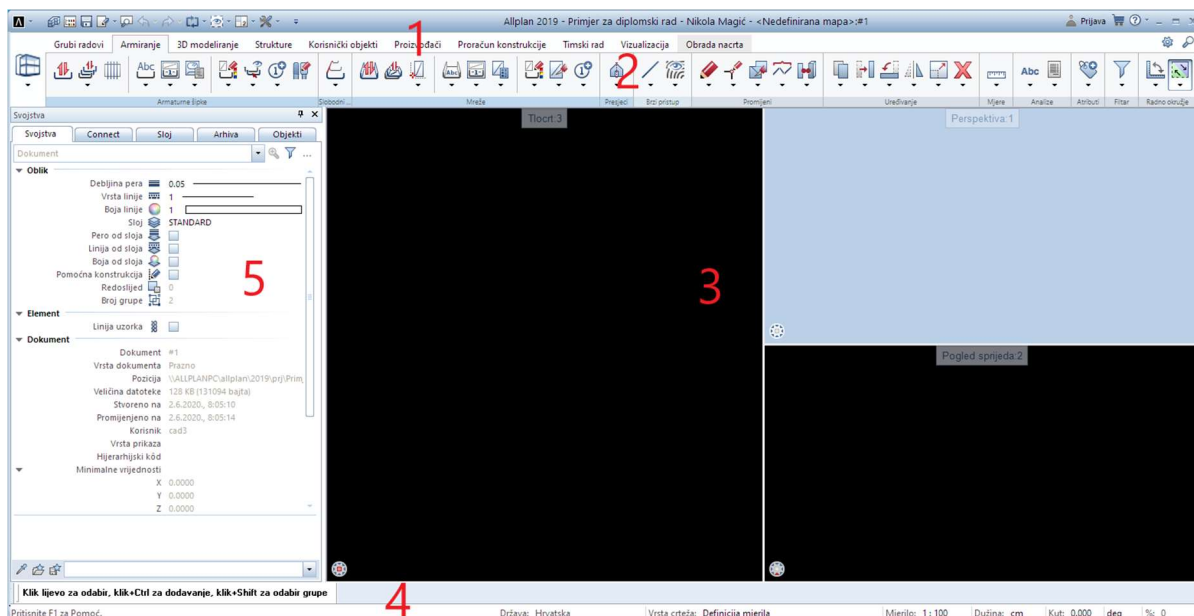 Allplan 2019 - Primjer za diplomski rad - Nikola Magić - <Nedefinirana mapa>:#1
Prijava
Grubi radovi Armiranje 3D modeliranje Strukture Korisnički objekti Proizvođači Proračun konstrukcije Timski rad Vizualizacija Obrada nacrta
1
2
Abc Abc Abc
Armaturne šipke Slobodni ... Mreže Presjeci Brzi pristup Promijeni Uređivanje Mjere Analize Atributi Filtar Radno okružje
Svojstva
Svojstva Connect Sloj Arhiva Objekti
Dokument
Oblik
Debljina pera 0.05
Vrsta linije 1
Boja linije 1
Sloj STANDARD
Pero od sloja
Linija od sloja
Boja od sloja
Pomoćna konstrukcija
Redoslijed 0
Broj grupe 2
5
Element
Linija uzorka
Dokument
Dokument #1
Vrsta dokumenta Prazno
Pozicija \\ALLPLANPC\allplan\2019\prj\Prim
Veličina datoteke 128 KB (131094 bajta)
Stvoreno na 2.6.2020., 8:05:10
Promijenjeno na 2.6.2020., 8:05:14
Korisnik cad3
Vrsta prikaza
Hijerarhijski kôd
Minimalne vrijednosti
X 0.0000
Y 0.0000
Z 0.0000
Tlocrt:3
3
Perspektiva:1
Pogled sprijeda:2
Klik lijevo za odabir, klik+Ctrl za dodavanje, klik+Shift za odabir grupe
4
Pritisnite F1 za Pomoć. Država: Hrvatska Vrsta crteža: Definicija mjerila Mjerilo: 1 : 100 Dužina: cm Kut: 0.000 deg %: 0